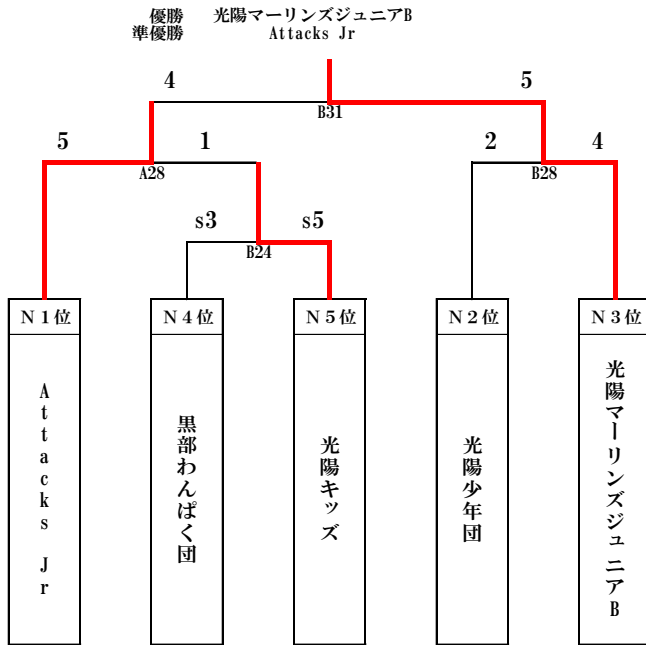 優勝 光陽マーリンズジュニアB
準優勝 Attacks Jr
4 5
B31
5 1 2 4
A28 B28
s3 s5
B24
N1位 N4位 N5位 N2位 N3位
Attacks Jr
黒部わんぱく団
光陽キッズ
光陽少年団
光陽マーリンズジュニアB